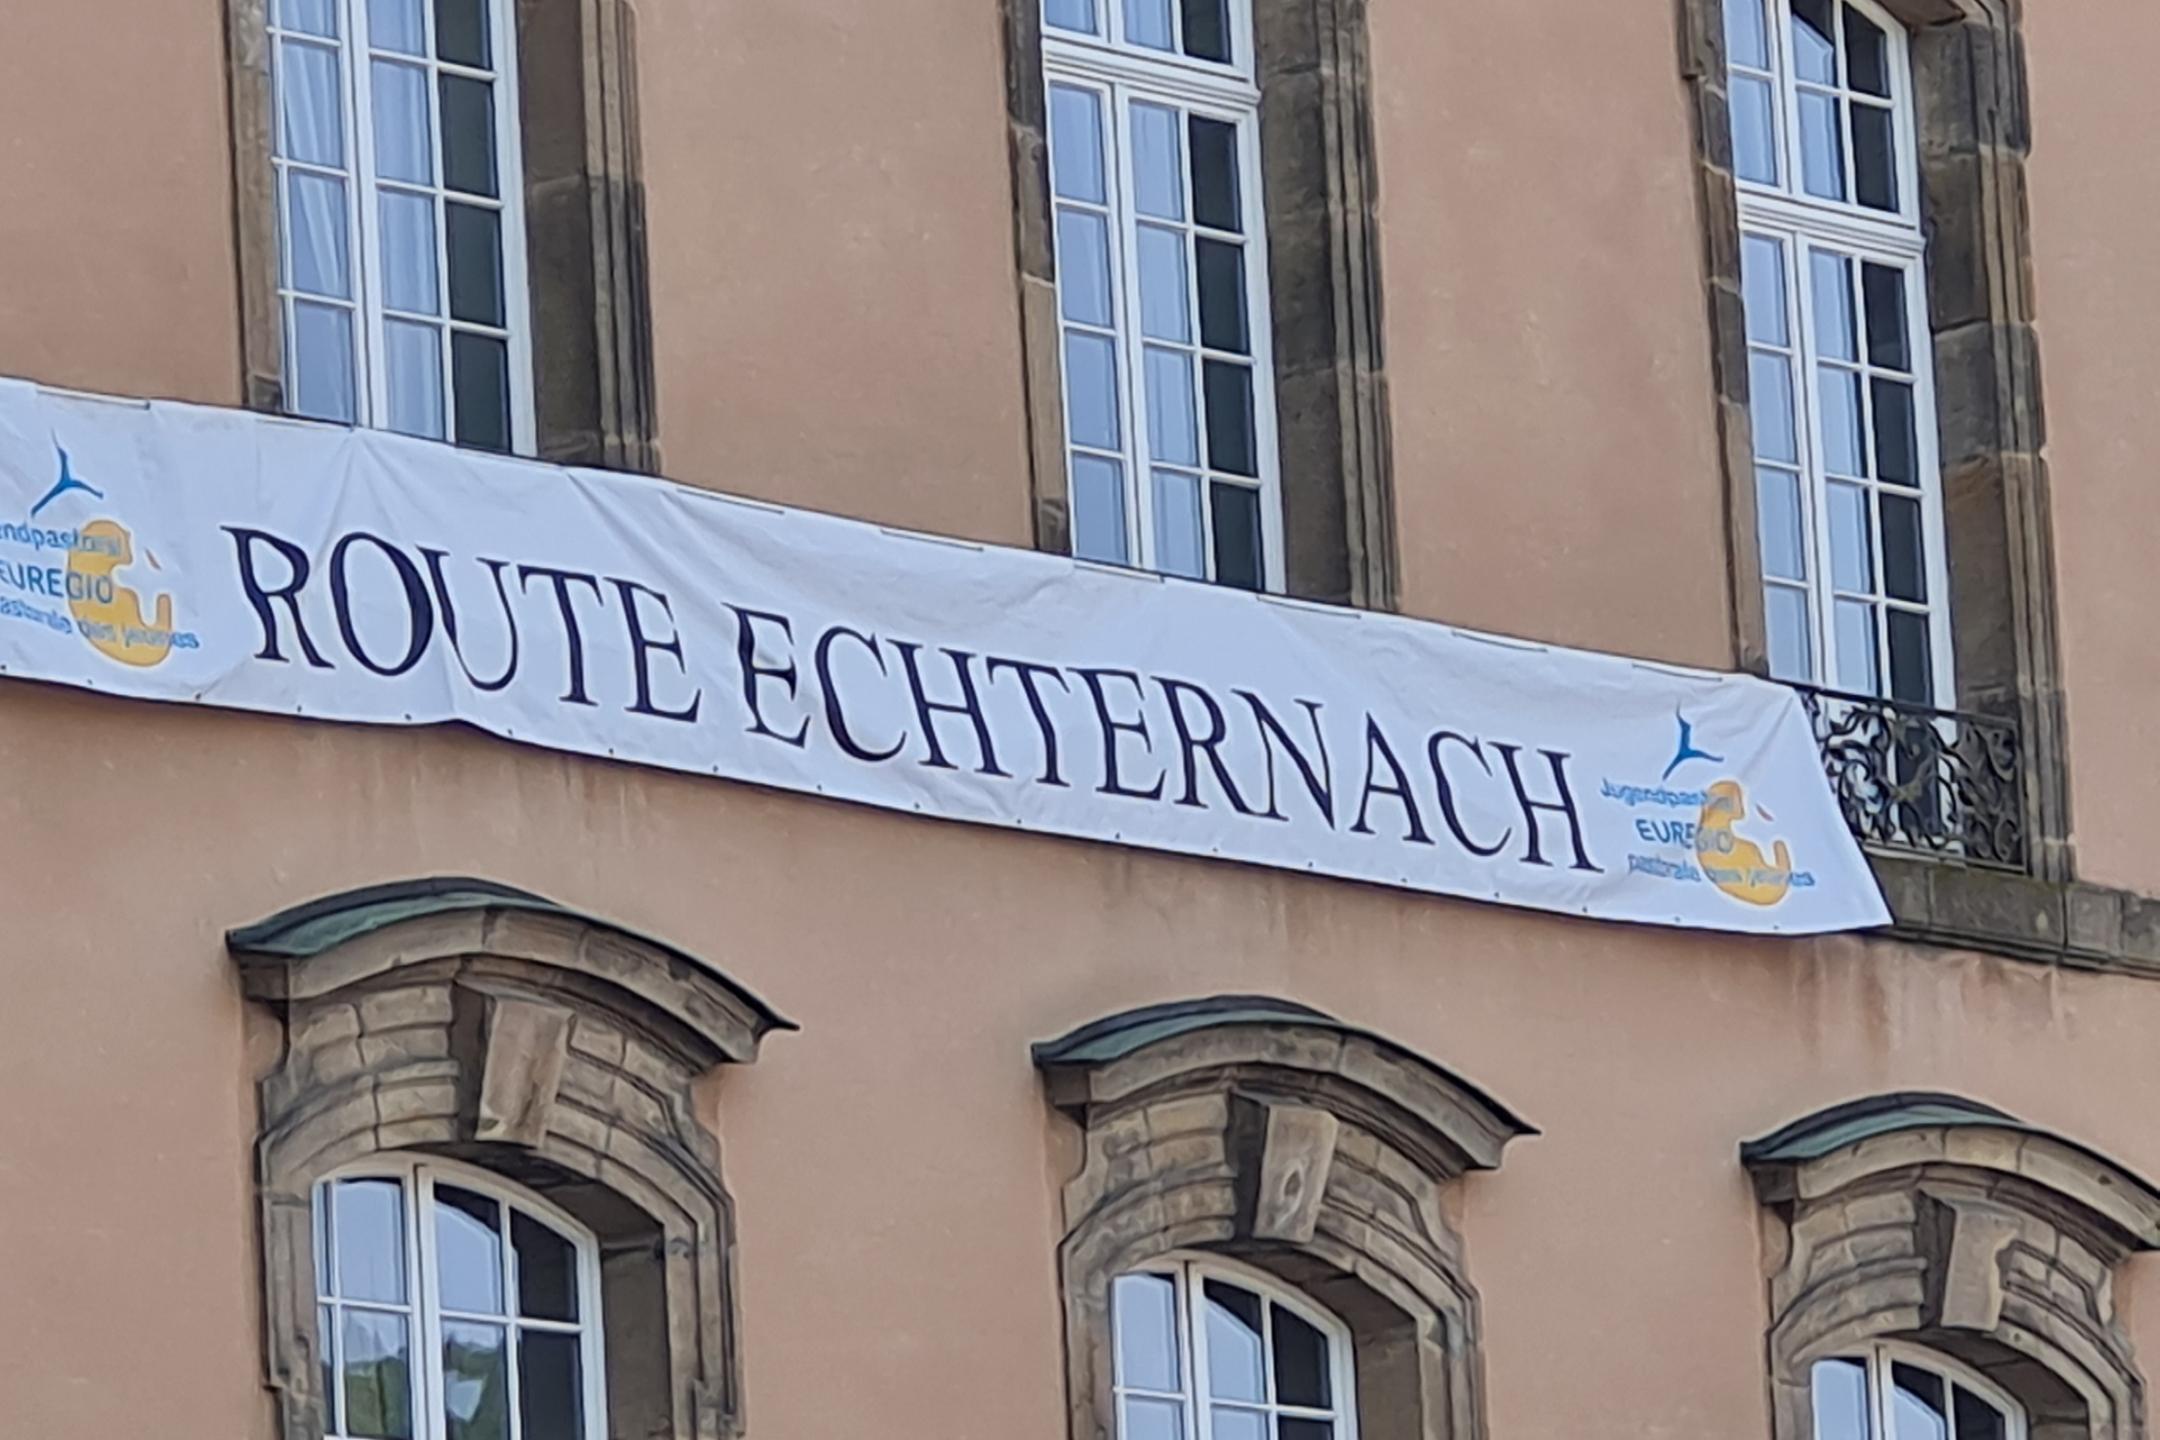 EUREGIO
ROUTE ECHTERNACH
Jugendpastoral
EUREGIO
pastorale des jeunes